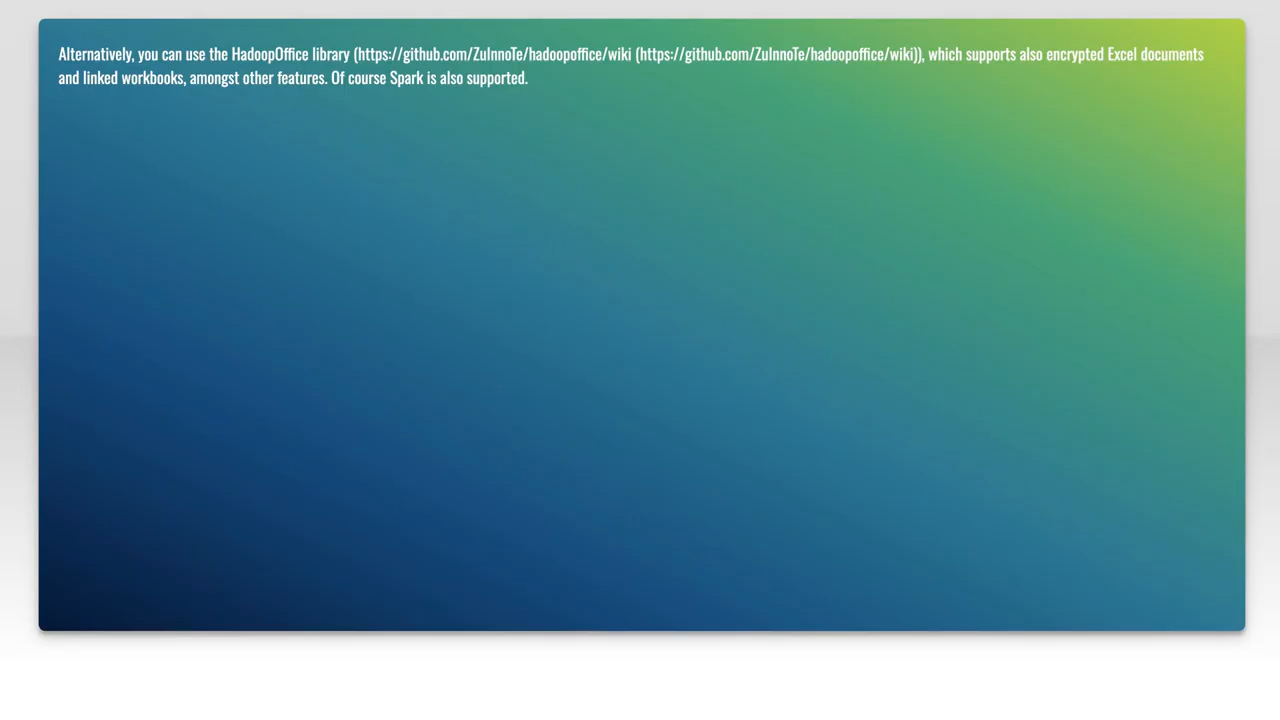 Alternatively, you can use the HadoopOffice library (https://github.com/ZuInnoTe/hadoopoffice/wiki (https://github.com/ZuInnoTe/hadoopoffice/wiki)), which supports also encrypted Excel documents
and linked workbooks, amongst other features. Of course Spark is also supported.